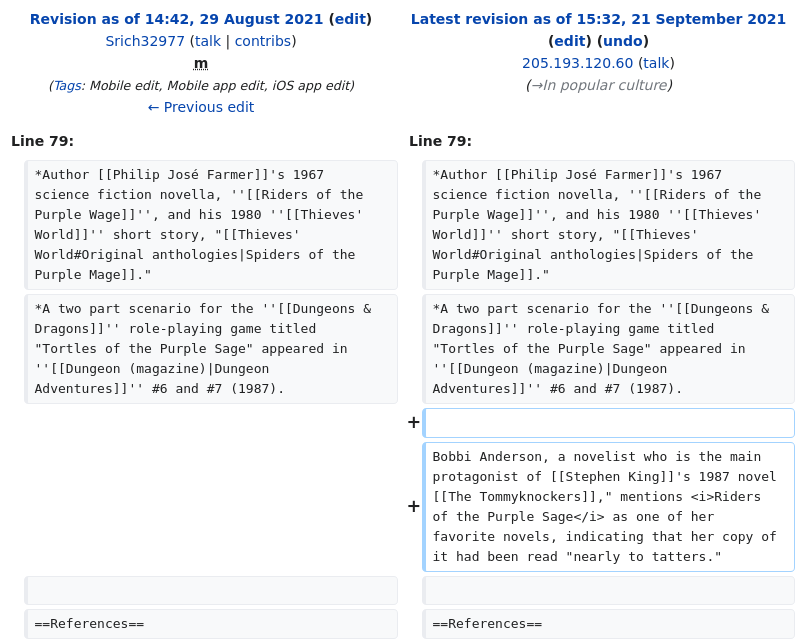 Revision as of 14:42, 29 August 2021 (edit)
Srich32977 (talk | contribs)
m
(Tags: Mobile edit, Mobile app edit, iOS app edit)
← Previous edit
Latest revision as of 15:32, 21 September 2021
(edit) (undo)
205.193.120.60 (talk)
(→In popular culture)
Line 79:
Line 79:
*Author [[Philip José Farmer]]'s 1967
science fiction novella, ''[[Riders of the
Purple Wage]]'', and his 1980 ''[[Thieves'
World]]'' short story, "[[Thieves'
World#Original anthologies|Spiders of the
Purple Mage]]."
*Author [[Philip José Farmer]]'s 1967
science fiction novella, ''[[Riders of the
Purple Wage]]'', and his 1980 ''[[Thieves'
World]]'' short story, "[[Thieves'
World#Original anthologies|Spiders of the
Purple Mage]]."
*A two part scenario for the ''[[Dungeons &
Dragons]]'' role-playing game titled
"Tortles of the Purple Sage" appeared in
''[[Dungeon (magazine)|Dungeon
Adventures]]'' #6 and #7 (1987).
*A two part scenario for the ''[[Dungeons &
Dragons]]'' role-playing game titled
"Tortles of the Purple Sage" appeared in
''[[Dungeon (magazine)|Dungeon
Adventures]]'' #6 and #7 (1987).
+
+
Bobbi Anderson, a novelist who is the main
protagonist of [[Stephen King]]'s 1987 novel
[[The Tommyknockers]]," mentions <i>Riders
of the Purple Sage</i> as one of her
favorite novels, indicating that her copy of
it had been read "nearly to tatters."
==References==
==References==